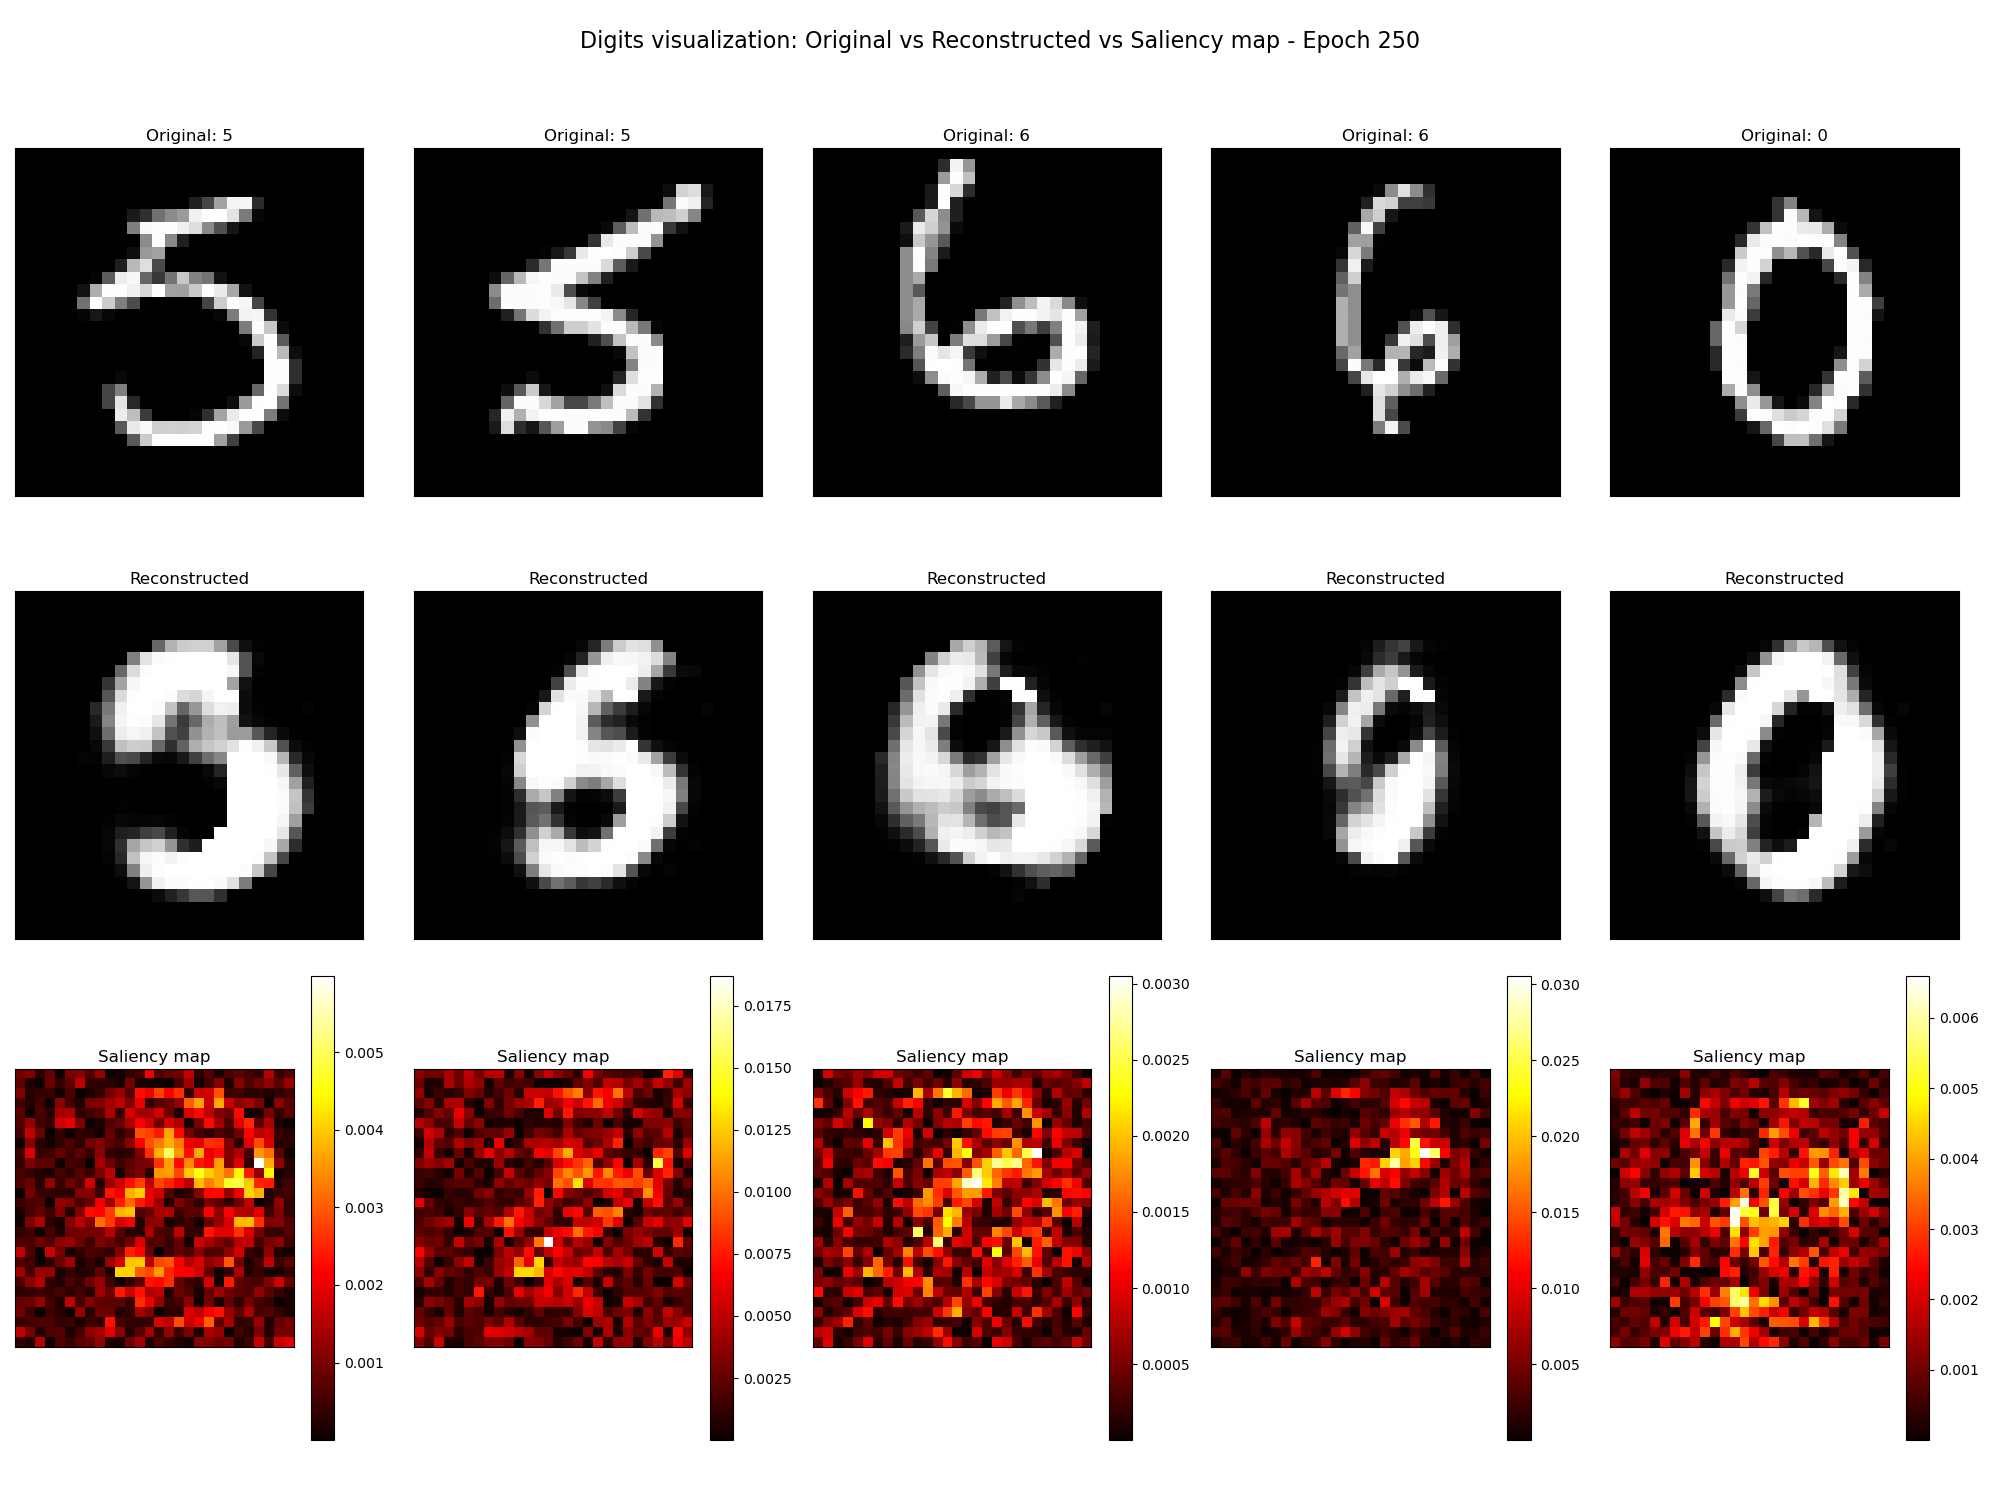 Digits visualization: Original vs Reconstructed vs Saliency map - Epoch 250
Original: 5
Original: 5
Original: 6
Original: 6
Original: 0
Reconstructed
Reconstructed
Reconstructed
Reconstructed
Reconstructed
Saliency map
0.005
0.004
0.003
0.002
0.001
Saliency map
0.0175
0.0150
0.0125
0.0100
0.0075
0.0050
0.0025
Saliency map
0.0030
0.0025
0.0020
0.0015
0.0010
0.0005
Saliency map
0.030
0.025
0.020
0.015
0.010
0.005
Saliency map
0.006
0.005
0.004
0.003
0.002
0.001